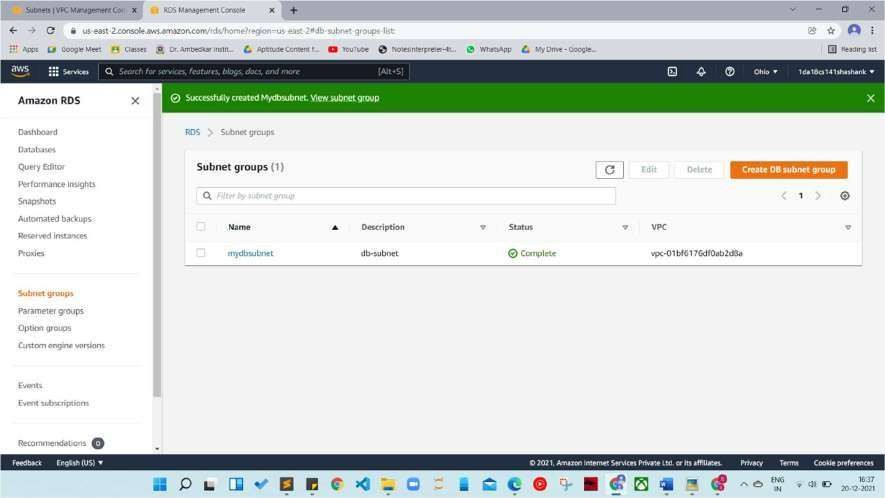 Subnets | VPC Management Con
RDS Management Console
us-east-2.console.aws.amazon.com/rds/home?region=us-east-2#db-subnet-groups-list:
Apps Google Meet Classes Dr. Ambedkar Instit... Aptitude Content f... YouTube WhatsApp My Drive - Google... Reading list
aws Services Search for services, features, blogs, docs, and more [Alt+S] Ohio 1da18cs141shashank
Amazon RDS
Dashboard
Databases
Query Editor
Performance insights
Snapshots
Automated backups
Reserved instances
Proxies
Subnet groups
Parameter groups
Option groups
Custom engine versions
Events
Event subscriptions
Recommendations 0
Successfully created Mydbsubnet. View subnet group
RDS > Subnet groups
Subnet groups (1)
Edit Delete Create DB subnet group
Filter by subnet group
1
Name Description Status VPC
mydbsubnet db-subnet Complete vpc-01bf6176df0ab2d8a
Feedback English (US) © 2021, Amazon Internet Services Private Ltd. or its affiliates. Privacy Terms Cookie preferences
ENG
IN
16:37
20-12-2021